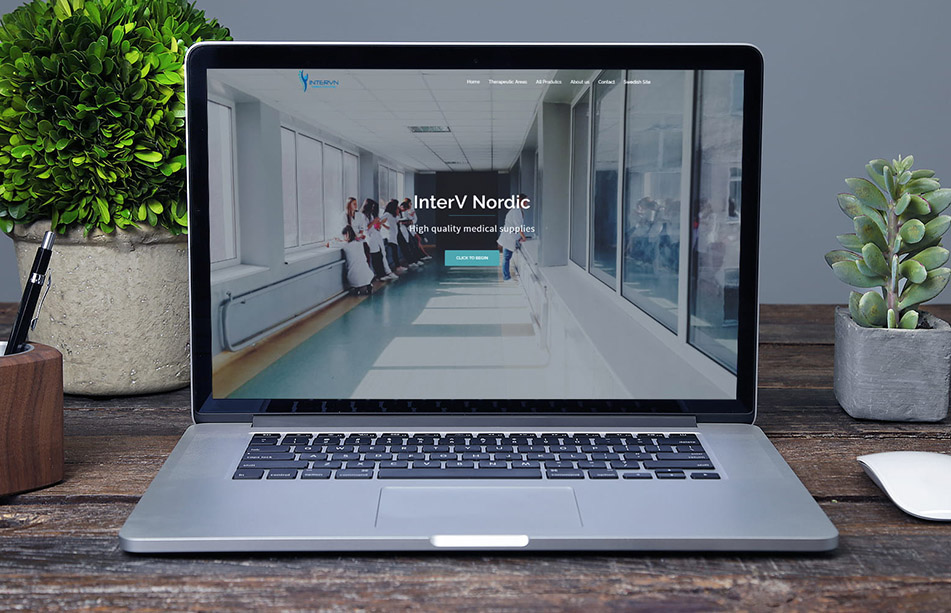 INTERVN
Home Therapeutic Areas All Produtcs About us Contact Swedish Site
InterV Nordic
High quality medical supplies
CLICK TO BEGIN